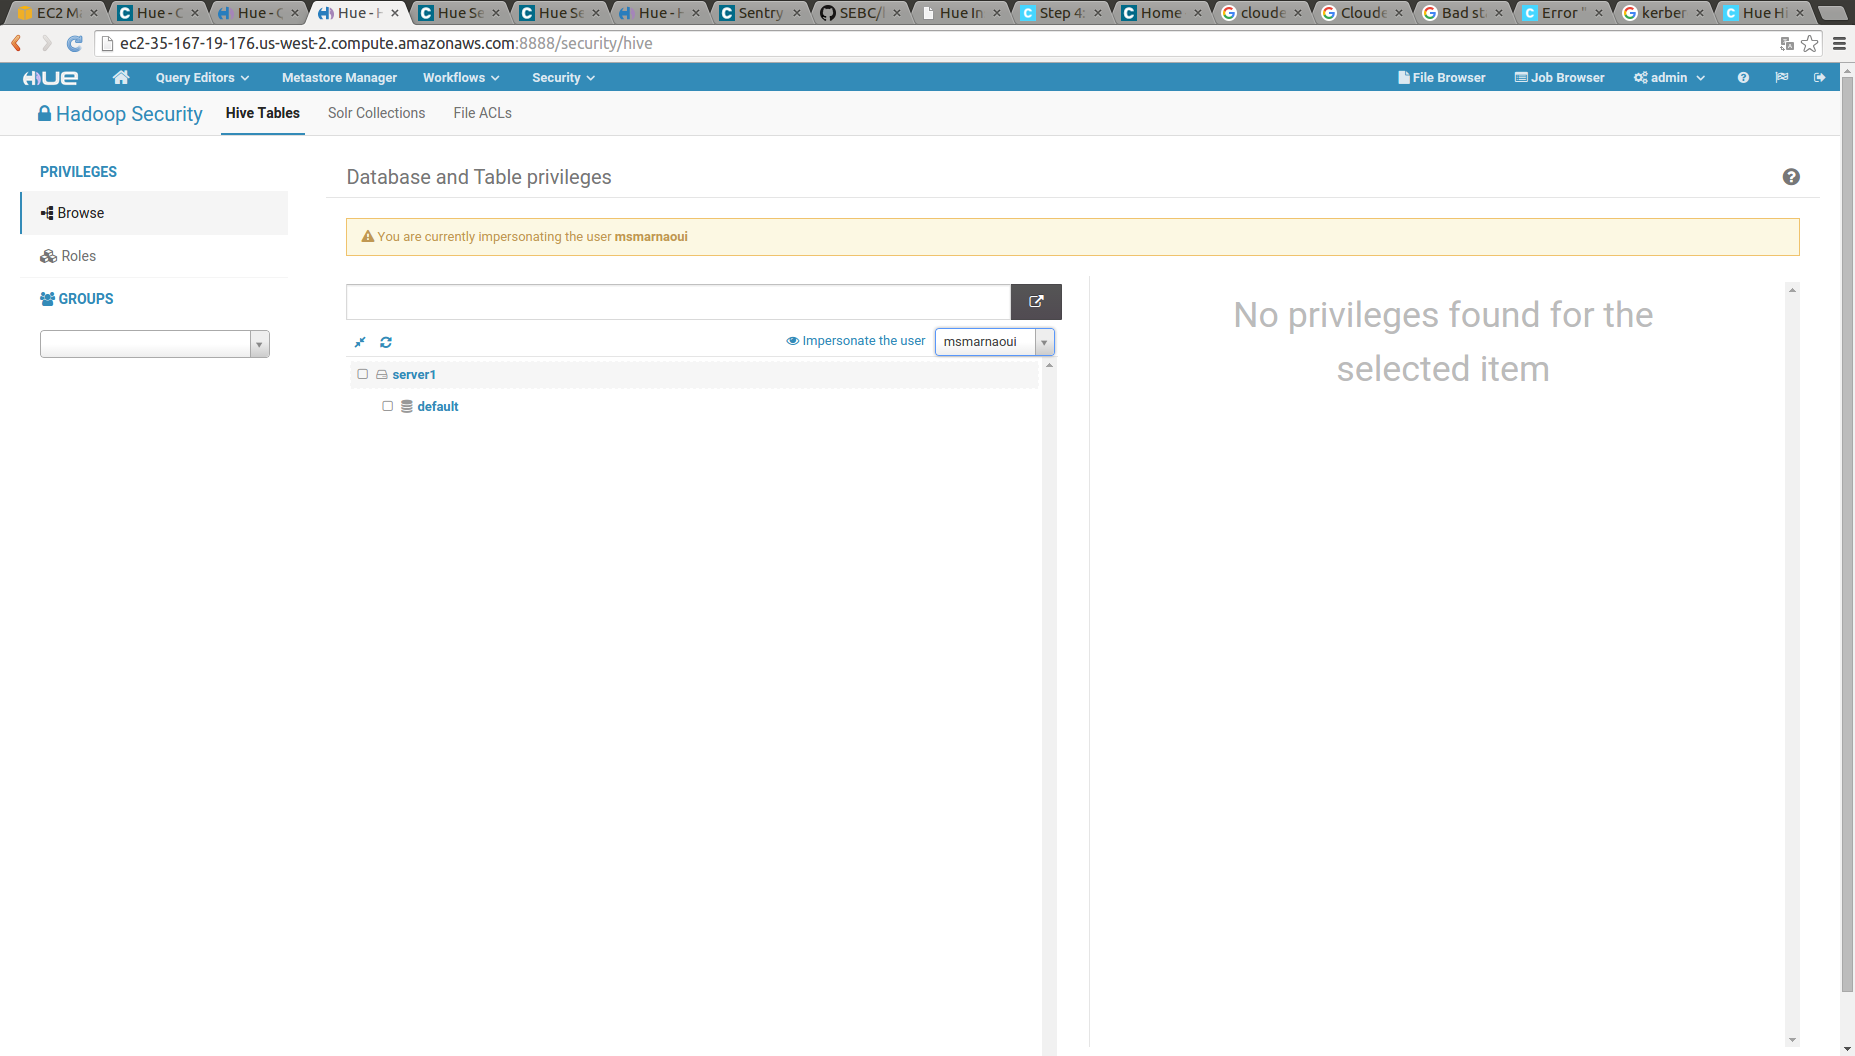 EC2 Ma
Hue - C
Hue - C
Hue - H
Hue Se
Hue Se
Hue - H
Sentry
SEBC/l
Hue In
Step 4:
Home
cloude
Cloude
Bad st
Error "
kerber
Hue Hi
ec2-35-167-19-176.us-west-2.compute.amazonaws.com:8888/security/hive
HUE Query Editors Metastore Manager Workflows Security File Browser Job Browser admin
Hadoop Security Hive Tables Solr Collections File ACLs
PRIVILEGES
Browse
Roles
GROUPS
Database and Table privileges
You are currently impersonating the user msmarnaoui
Impersonate the user msmarnaoui
server1
default
No privileges found for the
selected item